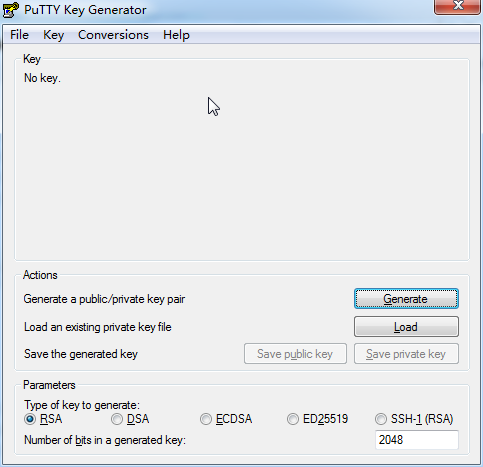 PuTTY Key Generator
File Key Conversions Help
Key
No key.
Actions
Generate a public/private key pair
Generate
Load an existing private key file
Load
Save the generated key
Save public key
Save private key
Parameters
Type of key to generate:
RSA DSA ECDSA ED25519 SSH-1 (RSA)
Number of bits in a generated key:
2048